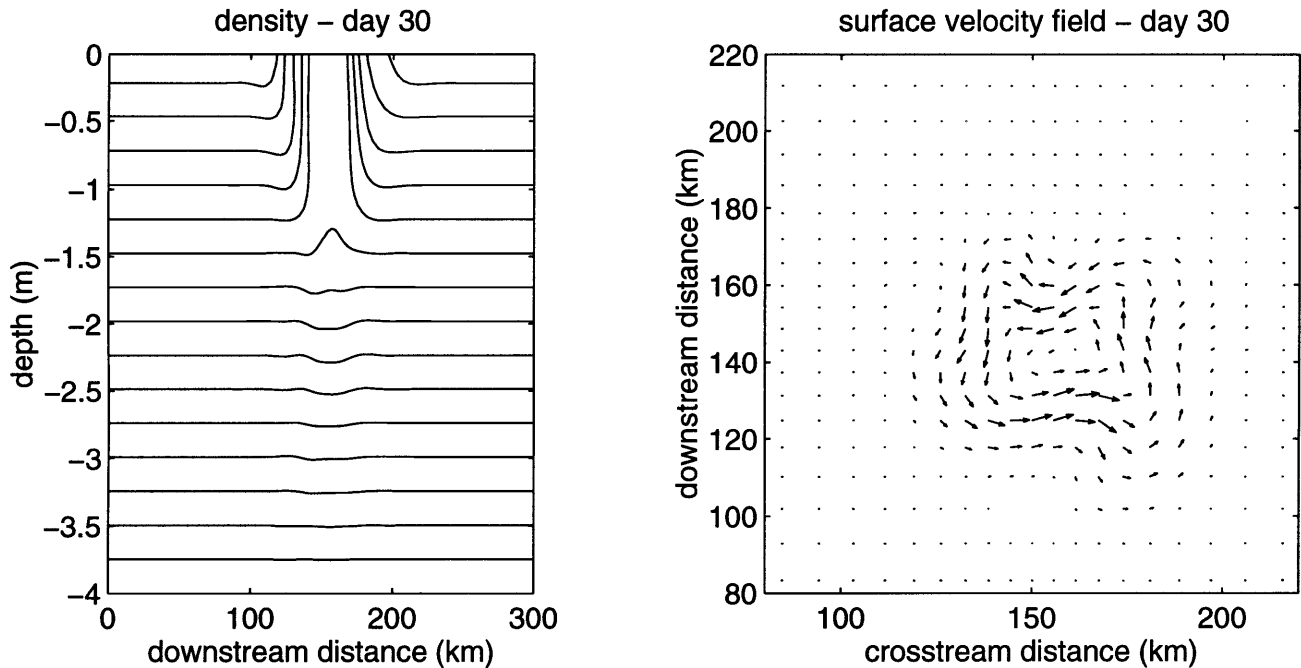 density – day 30
0
−0.5
−1
−1.5
−2
−2.5
−3
−3.5
−4
depth (m)
0 100 200 300
downstream distance (km)
surface velocity field – day 30
220
200
180
160
140
120
100
80
downstream distance (km)
100 150 200
crosstream distance (km)